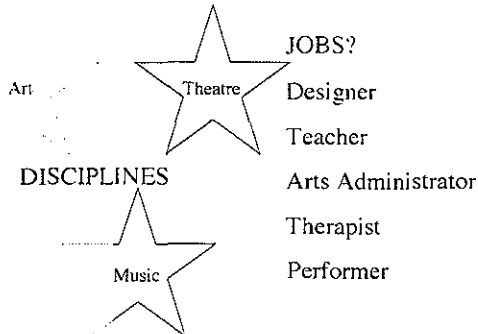 JOBS?
Theatre
Art
Designer
Teacher
DISCIPLINES
Arts Administrator
Therapist
Music
Performer